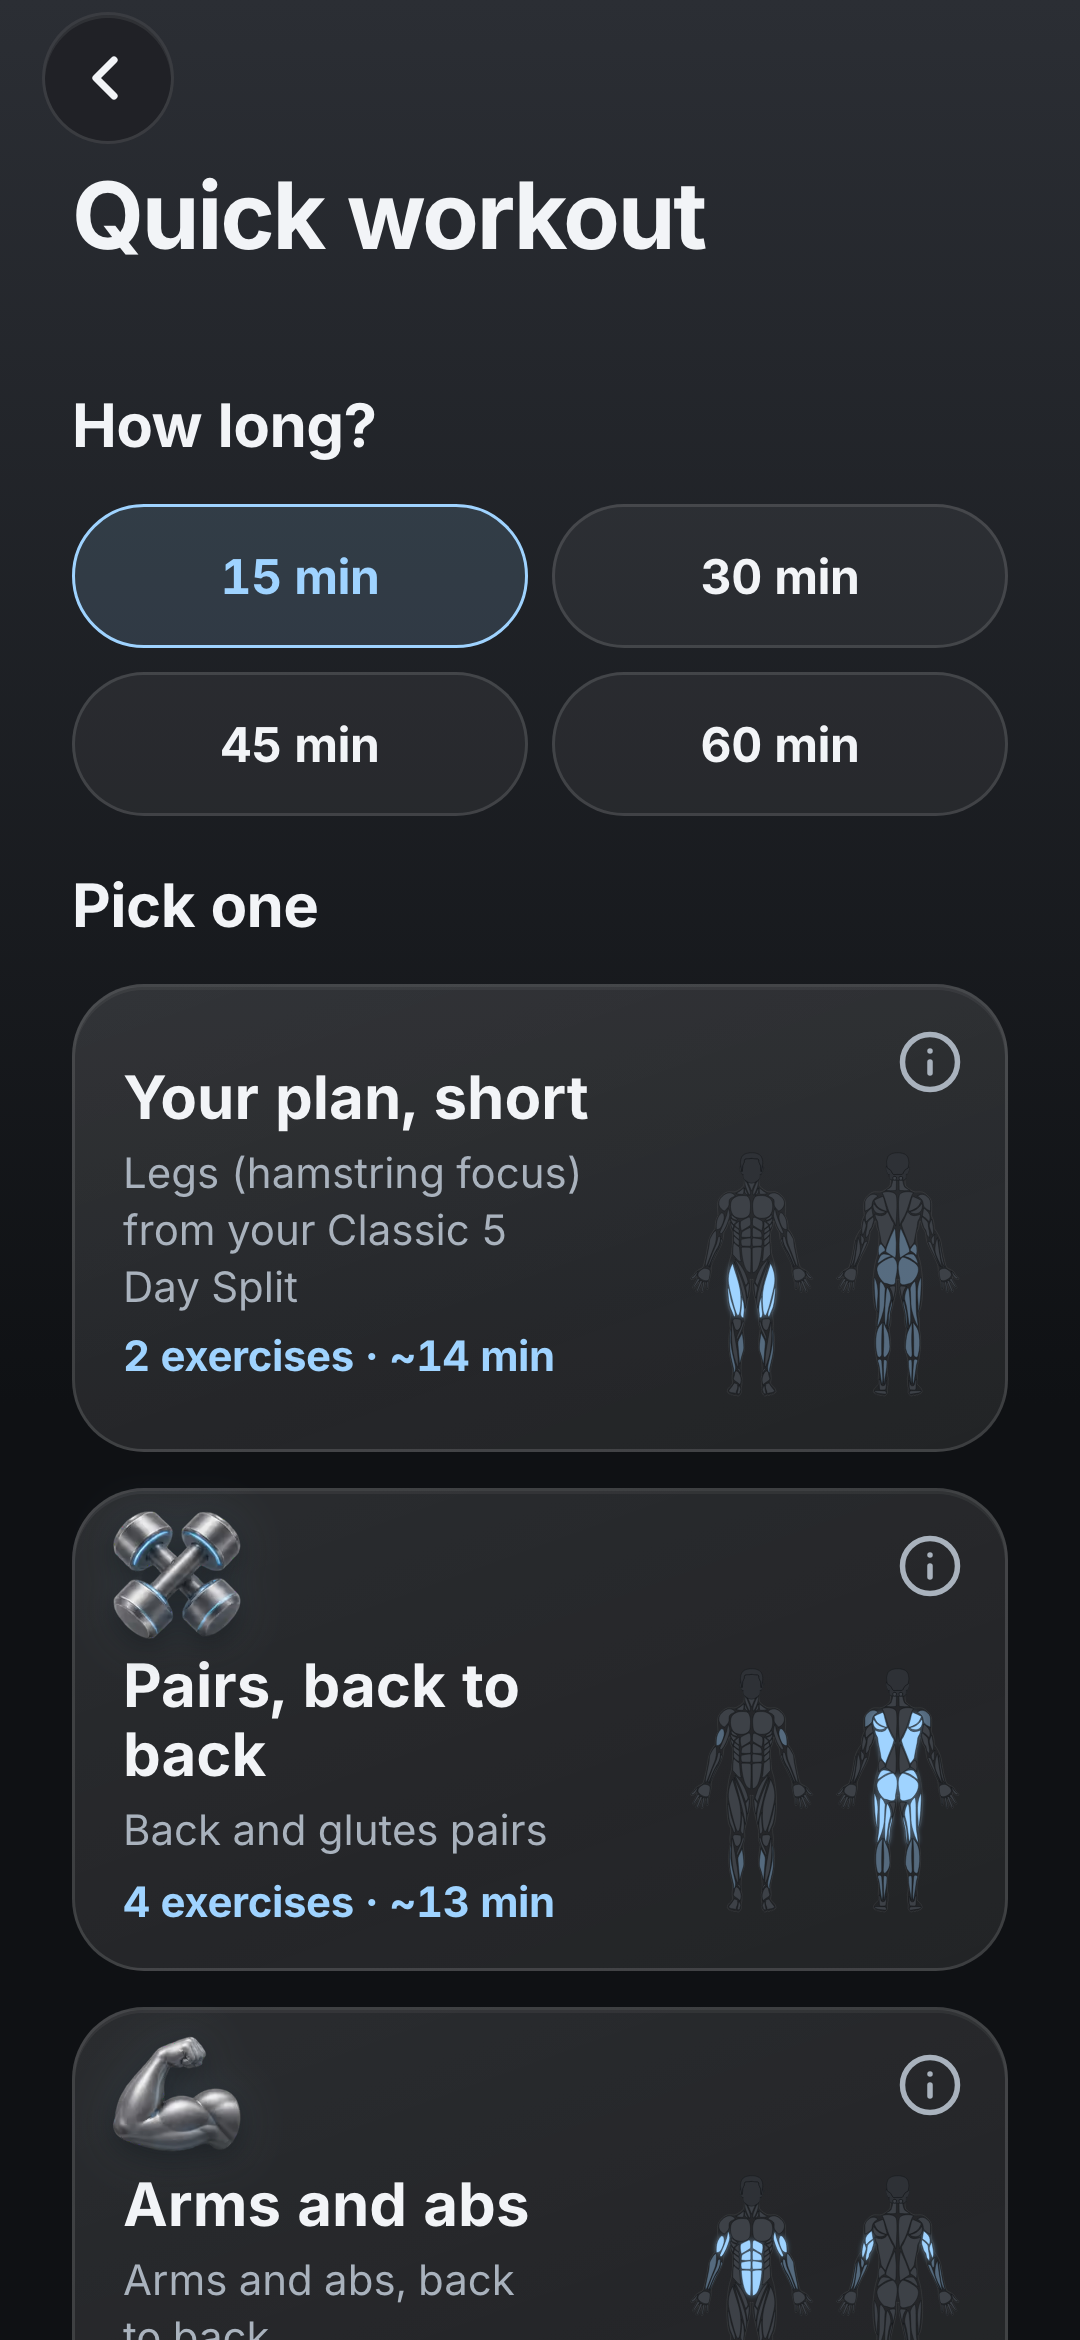 Quick workout
How long?
15 min
30 min
45 min
60 min
Pick one
Your plan, short
Legs (hamstring focus)
from your Classic 5
Day Split
2 exercises · ~14 min
Pairs, back to
back
Back and glutes pairs
4 exercises · ~13 min
Arms and abs
Arms and abs, back
to back